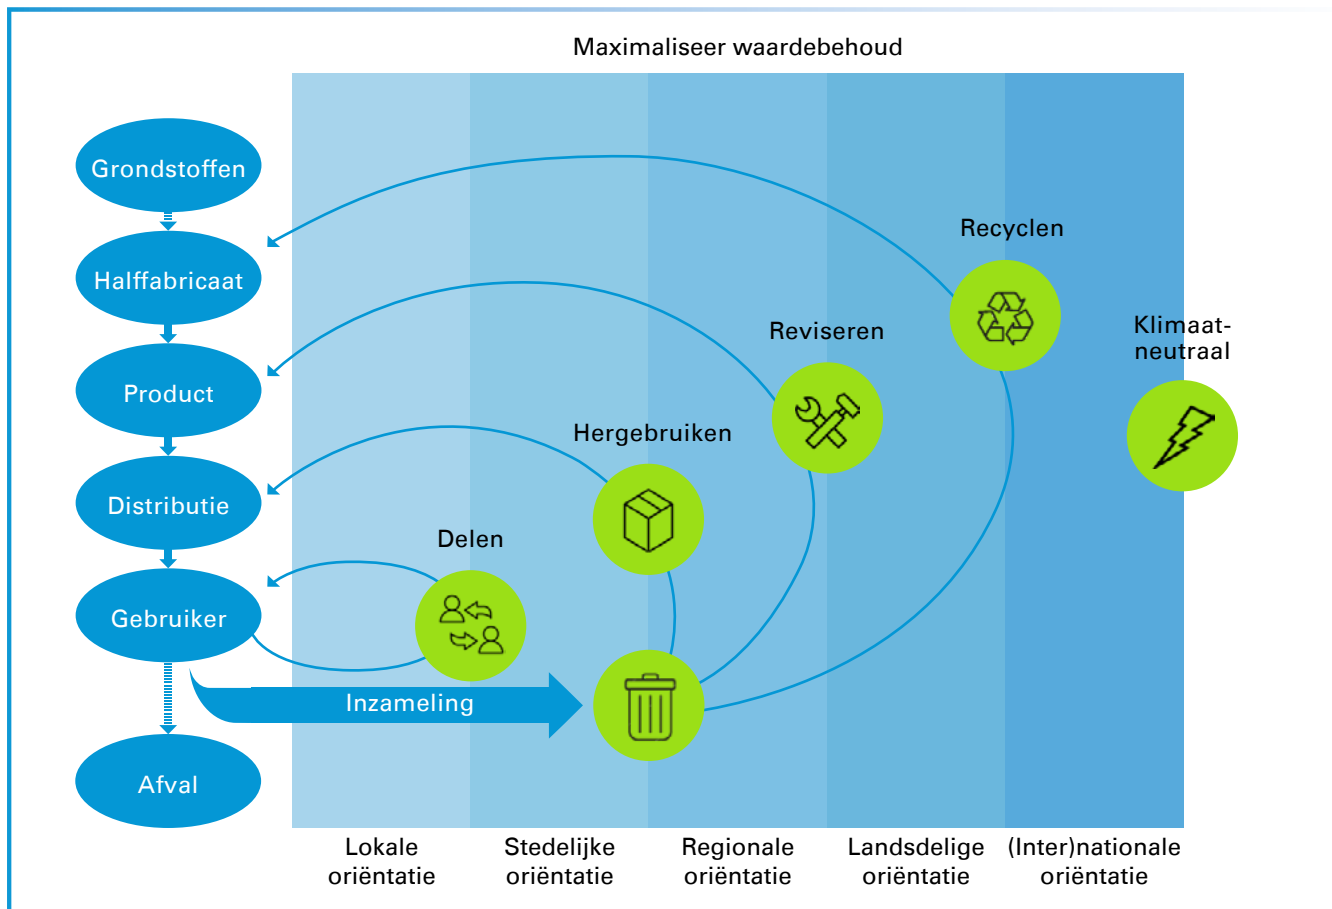 Maximaliseer waardebehoud
Grondstoffen
Halffabricaat
Product
Distributie
Gebruiker
Afval
Recyclen
Klimaat-
neutraal
Reviseren
Hergebruiken
Delen
Inzameling
Lokale
oriëntatie
Stedelijke
oriëntatie
Regionale
oriëntatie
Landsdelige
oriëntatie
(Inter)nationale
oriëntatie